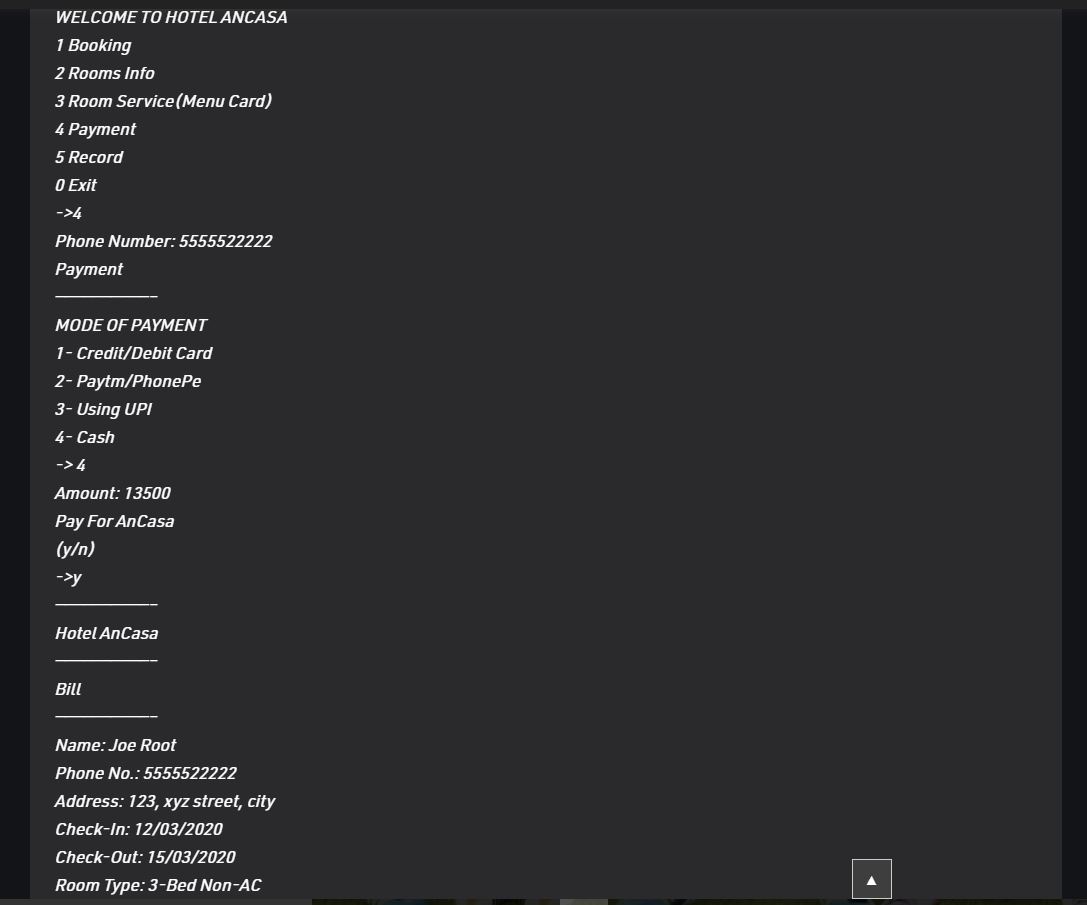 WELCOME TO HOTEL ANCASA
1 Booking
2 Rooms Info
3 Room Service(Menu Card)
4 Payment
5 Record
0 Exit
->4
Phone Number: 5555522222
Payment
——————–
MODE OF PAYMENT
1- Credit/Debit Card
2- Paytm/PhonePe
3- Using UPI
4- Cash
-> 4
Amount: 13500
Pay For AnCasa
(y/n)
->y
——————–
Hotel AnCasa
——————–
Bill
——————–
Name: Joe Root
Phone No.: 5555522222
Address: 123, xyz street, city
Check-In: 12/03/2020
Check-Out: 15/03/2020
Room Type: 3-Bed Non-AC
▲